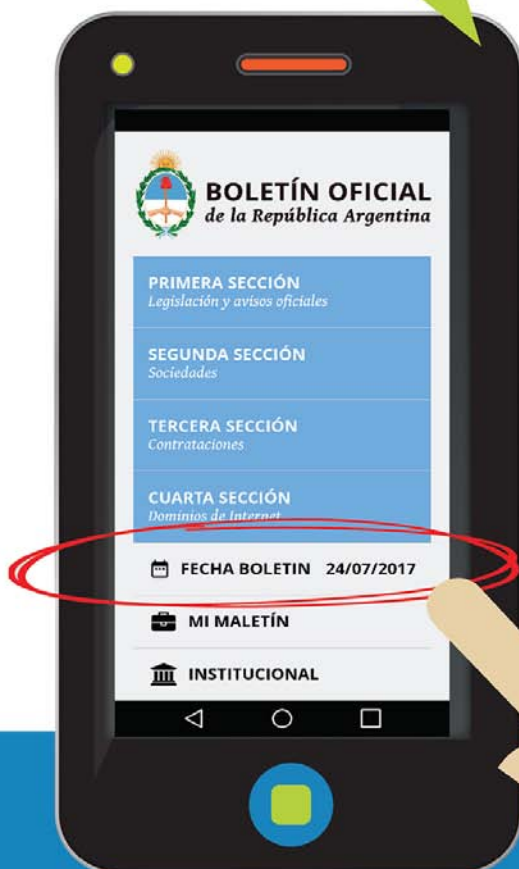 BOLETÍN OFICIAL
de la República Argentina
PRIMERA SECCIÓN
Legislación y avisos oficiales
SEGUNDA SECCIÓN
Sociedades
TERCERA SECCIÓN
Contrataciones
CUARTA SECCIÓN
Dominios de Internet
FECHA BOLETIN 24/07/2017
MI MALETÍN
INSTITUCIONAL